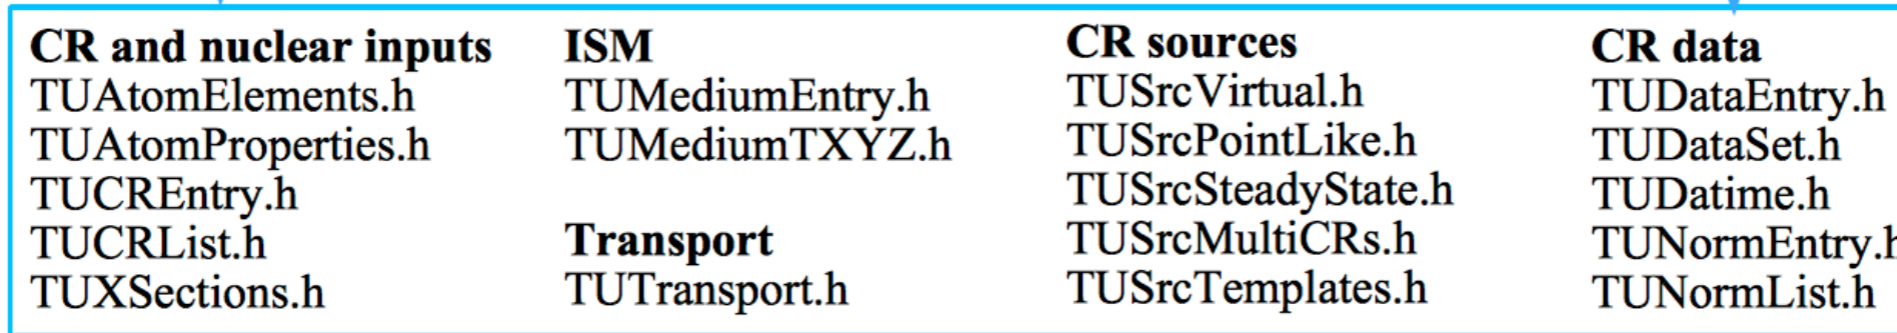 CR and nuclear inputs
TUAtomElements.h
TUAtomProperties.h
TUCREntry.h
TUCRList.h
TUXSections.h
ISM
TUMediumEntry.h
TUMediumTXYZ.h
Transport
TUTransport.h
CR sources
TUSrcVirtual.h
TUSrcPointLike.h
TUSrcSteadyState.h
TUSrcMultiCRs.h
TUSrcTemplates.h
CR data
TUDataEntry.h
TUDataSet.h
TUDatime.h
TUNormEntry.h
TUNormList.h